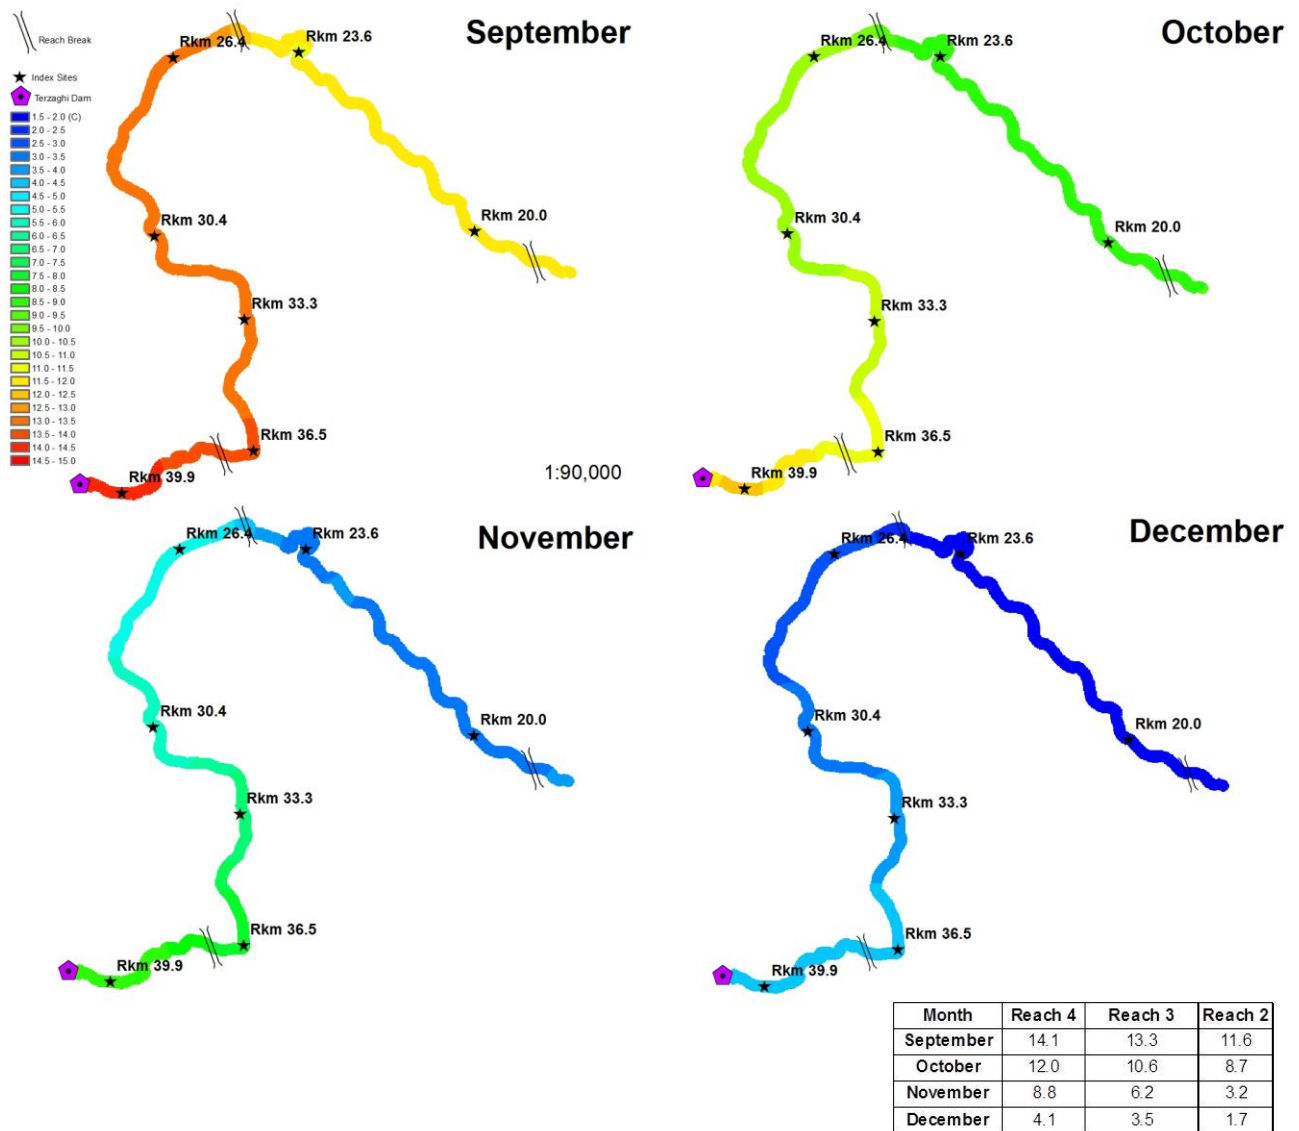 Reach Break
Index Sites
Terzaghi Dam
1.5 - 2.0 (C)
2.0 - 2.5
2.5 - 3.0
3.0 - 3.5
3.5 - 4.0
4.0 - 4.5
4.5 - 5.0
5.0 - 5.5
5.5 - 6.0
6.0 - 6.5
6.5 - 7.0
7.0 - 7.5
7.5 - 8.0
8.0 - 8.5
8.5 - 9.0
9.0 - 9.5
9.5 - 10.0
10.0 - 10.5
10.5 - 11.0
11.0 - 11.5
11.5 - 12.0
12.0 - 12.5
12.5 - 13.0
13.0 - 13.5
13.5 - 14.0
14.0 - 14.5
14.5 - 15.0
September
Rkm 26.4
Rkm 23.6
Rkm 20.0
Rkm 30.4
Rkm 33.3
Rkm 36.5
Rkm 39.9
1:90,000
October
Rkm 26.4
Rkm 23.6
Rkm 20.0
Rkm 30.4
Rkm 33.3
Rkm 36.5
Rkm 39.9
November
Rkm 26.4
Rkm 23.6
Rkm 20.0
Rkm 30.4
Rkm 33.3
Rkm 36.5
Rkm 39.9
December
Rkm 26.4
Rkm 23.6
Rkm 20.0
Rkm 30.4
Rkm 33.3
Rkm 36.5
Rkm 39.9
Month Reach 4 Reach 3 Reach 2
September 14.1 13.3 11.6
October 12.0 10.6 8.7
November 8.8 6.2 3.2
December 4.1 3.5 1.7